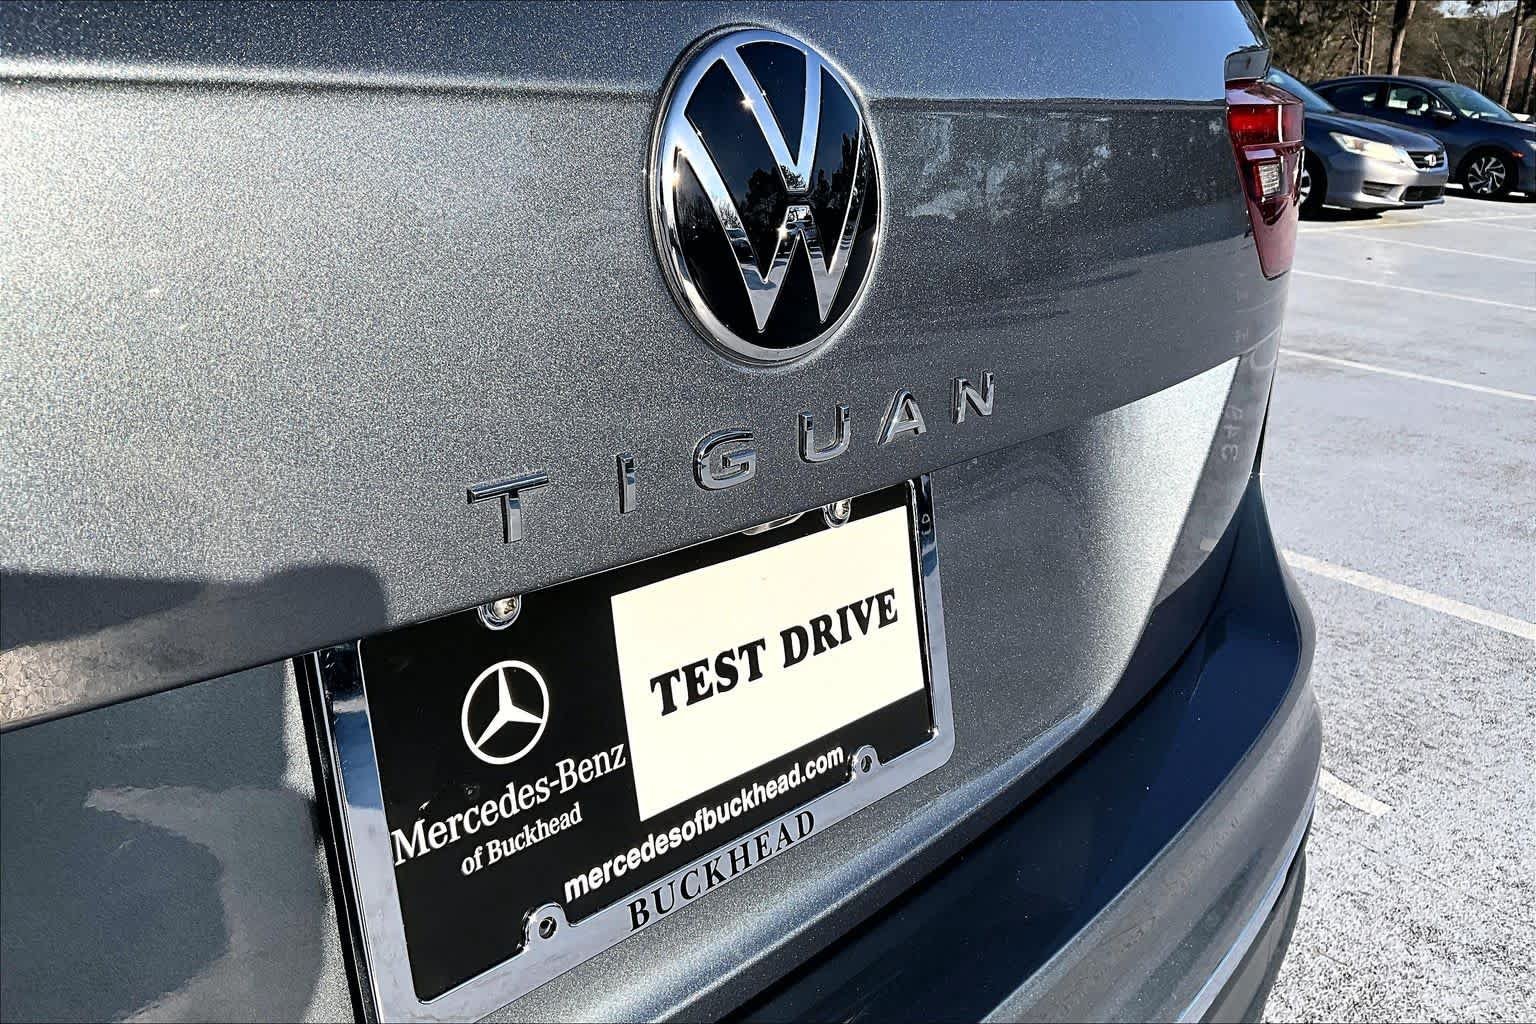 TIGUAN
TEST DRIVE
Mercedes-Benz
of Buckhead
mercedesofbuckhead.com
BUCKHEAD